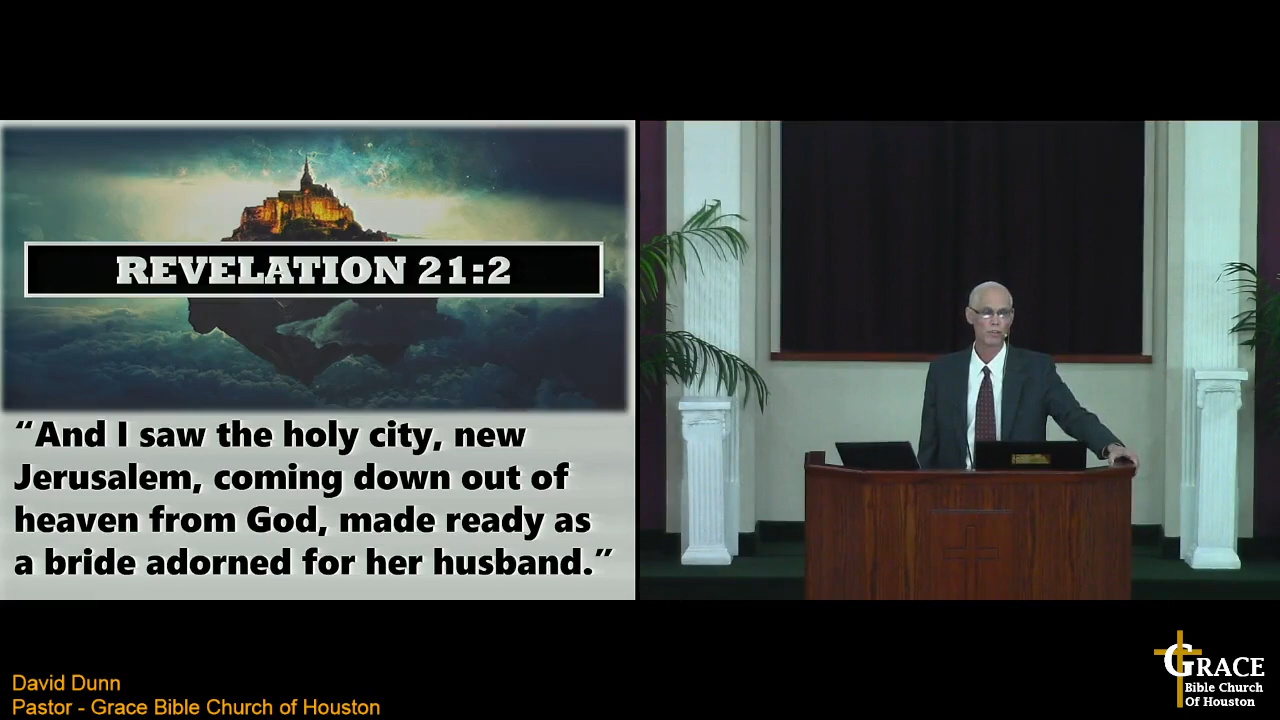 REVELATION 21:2
“And I saw the holy city, new
Jerusalem, coming down out of
heaven from God, made ready as
a bride adorned for her husband.”
David Dunn
Pastor - Grace Bible Church of Houston
GRACE
Bible Church
Of Houston